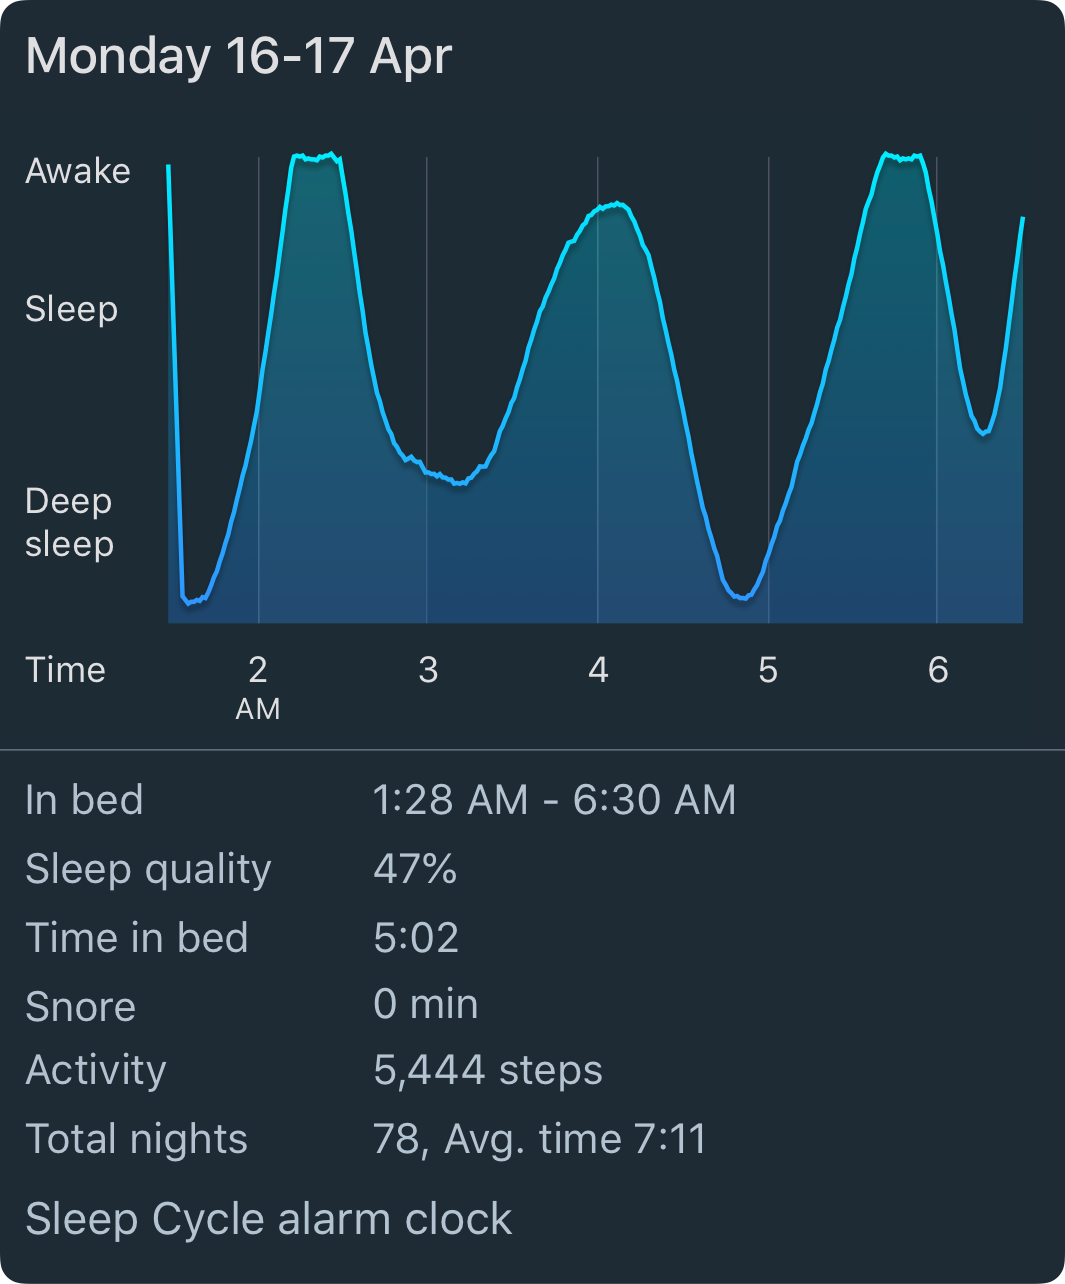 Monday 16-17 Apr
Awake
Sleep
Deep
sleep
Time 2 3 4 5 6
AM
In bed 1:28 AM - 6:30 AM
Sleep quality 47%
Time in bed 5:02
Snore 0 min
Activity 5,444 steps
Total nights 78, Avg. time 7:11
Sleep Cycle alarm clock